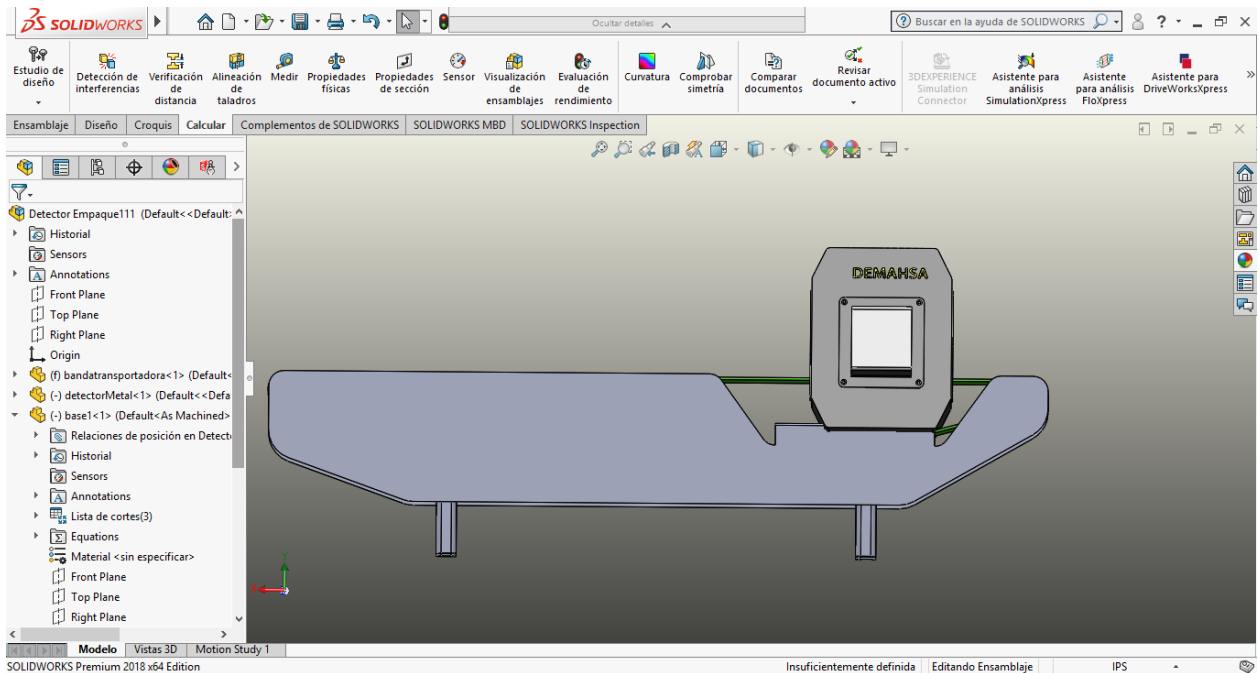 SOLIDWORKS
Ocultar detalles
Buscar en la ayuda de SOLIDWORKS
Estudio de diseño
Detección de interferencias
Verificación de distancia
Alineación de taladros
Medir
Propiedades físicas
Propiedades de sección
Sensor
Visualización de ensamblajes
Evaluación de rendimiento
Curvatura
Comprobar simetría
Comparar documentos
Revisar documento activo
3DEXPERIENCE Simulation Connector
Asistente para análisis SimulationXpress
Asistente para análisis FloXpress
Asistente para DriveWorksXpress
Ensamblaje Diseño Croquis Calcular Complementos de SOLIDWORKS SOLIDWORKS MBD SOLIDWORKS Inspection
Detector Empaque111 (Default<<Default
Historial
Sensors
Annotations
Front Plane
Top Plane
Right Plane
Origin
(f) bandatransportadora<1> (Default<
(-) detectorMetal<1> (Default<<Defa
(-) base1<1> (Default<As Machined>
Relaciones de posición en Detect
Historial
Sensors
Annotations
Lista de cortes(3)
Equations
Material <sin especificar>
Front Plane
Top Plane
Right Plane
DEMAHSA
Modelo Vistas 3D Motion Study 1
SOLIDWORKS Premium 2018 x64 Edition
Insuficientemente definida Editando Ensamblaje IPS